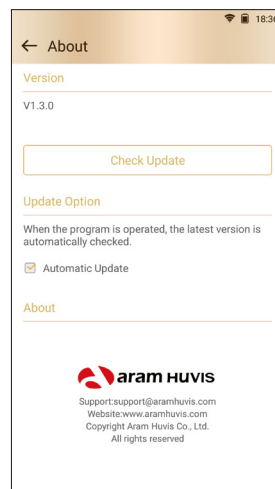 18:36
About
Version
V1.3.0
Check Update
Update Option
When the program is operated, the latest version is
automatically checked.
Automatic Update
About
aram HUVIS
Support:support@aramhuvis.com
Website:www.aramhuvis.com
Copyright Aram Huvis Co., Ltd.
All rights reserved